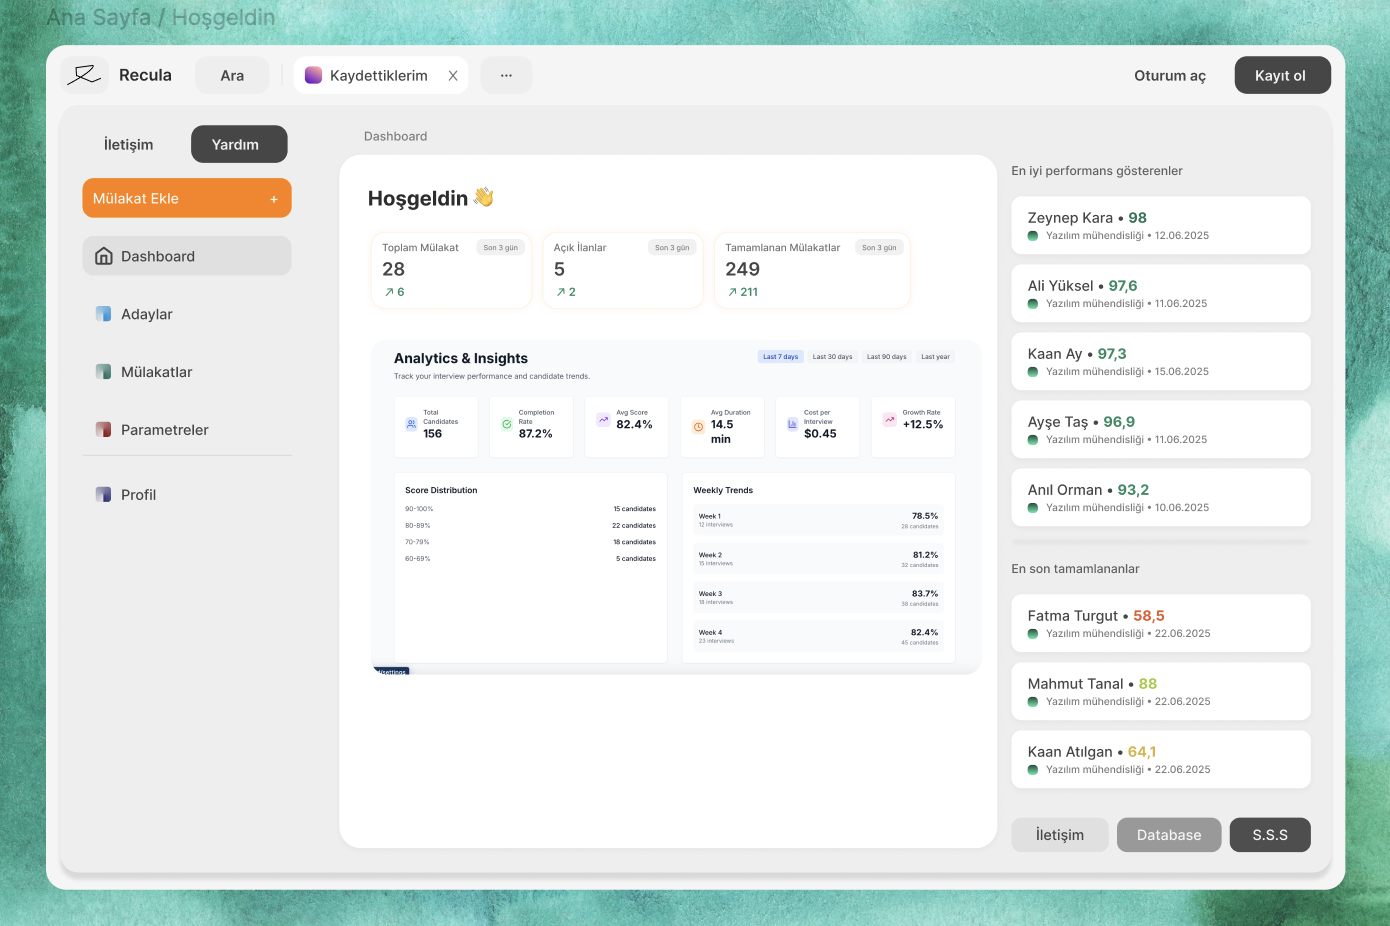 Ana Sayfa / Hoşgeldin
Recula
Ara
Kaydettiklerim X
...
Oturum aç
Kayıt ol
İletişim
Yardım
Mülakat Ekle +
Dashboard
Adaylar
Mülakatlar
Parametreler
Profil
Dashboard
Hoşgeldin 👋
Toplam Mülakat Son 3 gün
28
6
Açık İlanlar Son 3 gün
5
2
Tamamlanan Mülakatlar Son 3 gün
249
211
Analytics & Insights
Track your interview performance and candidate trends.
Last 7 days Last 30 days Last 90 days Last year
Total
Candidates
156
Completion
Rate
87.2%
Avg Score
82.4%
Avg Duration
14.5
min
Cost per
Interview
$0.45
Growth Rate
+12.5%
Score Distribution
90-100% 15 candidates
80-89% 22 candidates
70-79% 18 candidates
60-69% 5 candidates
Weekly Trends
Week 1 78.5%
12 interviews 28 candidates
Week 2 81.2%
15 interviews 32 candidates
Week 3 83.7%
18 interviews 38 candidates
Week 4 82.4%
23 interviews 45 candidates
En iyi performans gösterenler
Zeynep Kara • 98
Yazılım mühendisliği • 12.06.2025
Ali Yüksel • 97,6
Yazılım mühendisliği • 11.06.2025
Kaan Ay • 97,3
Yazılım mühendisliği • 15.06.2025
Ayşe Taş • 96,9
Yazılım mühendisliği • 11.06.2025
Anıl Orman • 93,2
Yazılım mühendisliği • 10.06.2025
En son tamamlananlar
Fatma Turgut • 58,5
Yazılım mühendisliği • 22.06.2025
Mahmut Tanal • 88
Yazılım mühendisliği • 22.06.2025
Kaan Atılgan • 64,1
Yazılım mühendisliği • 22.06.2025
İletişim
Database
S.S.S